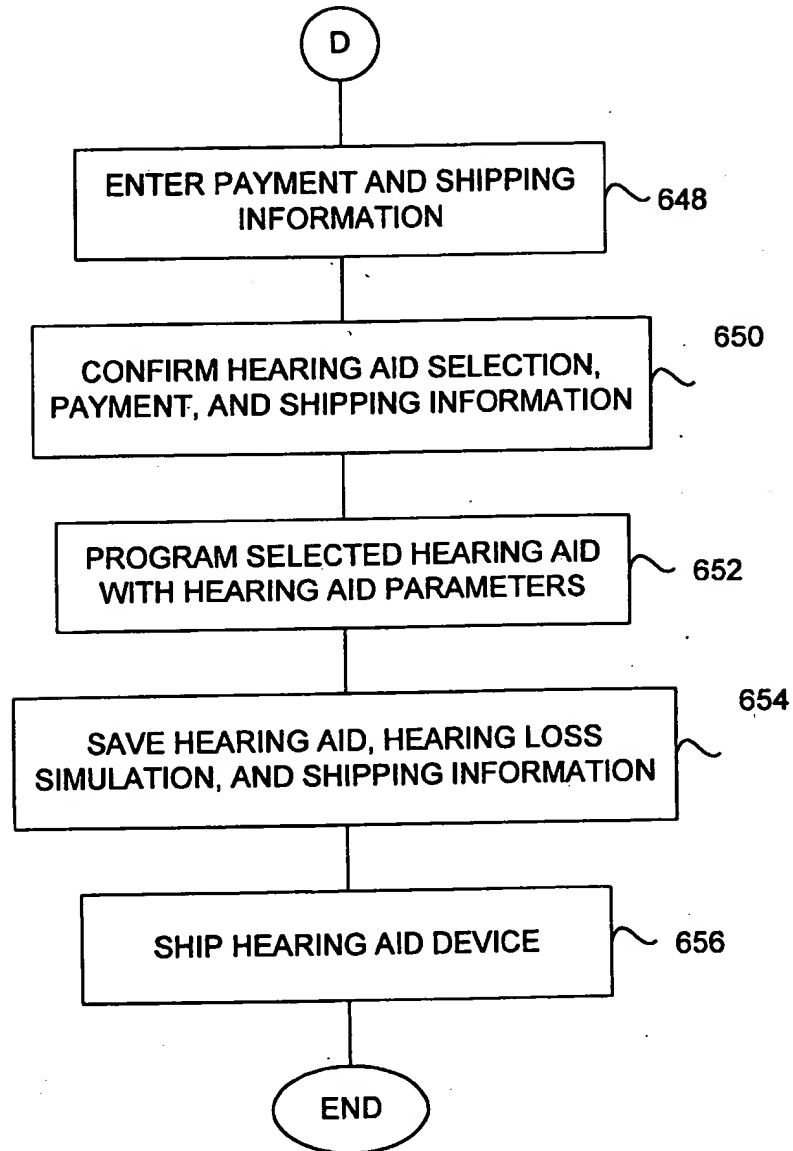 D
ENTER PAYMENT AND SHIPPING
INFORMATION
648
CONFIRM HEARING AID SELECTION,
PAYMENT, AND SHIPPING INFORMATION
650
PROGRAM SELECTED HEARING AID
WITH HEARING AID PARAMETERS
652
SAVE HEARING AID, HEARING LOSS
SIMULATION, AND SHIPPING INFORMATION
654
SHIP HEARING AID DEVICE
656
END